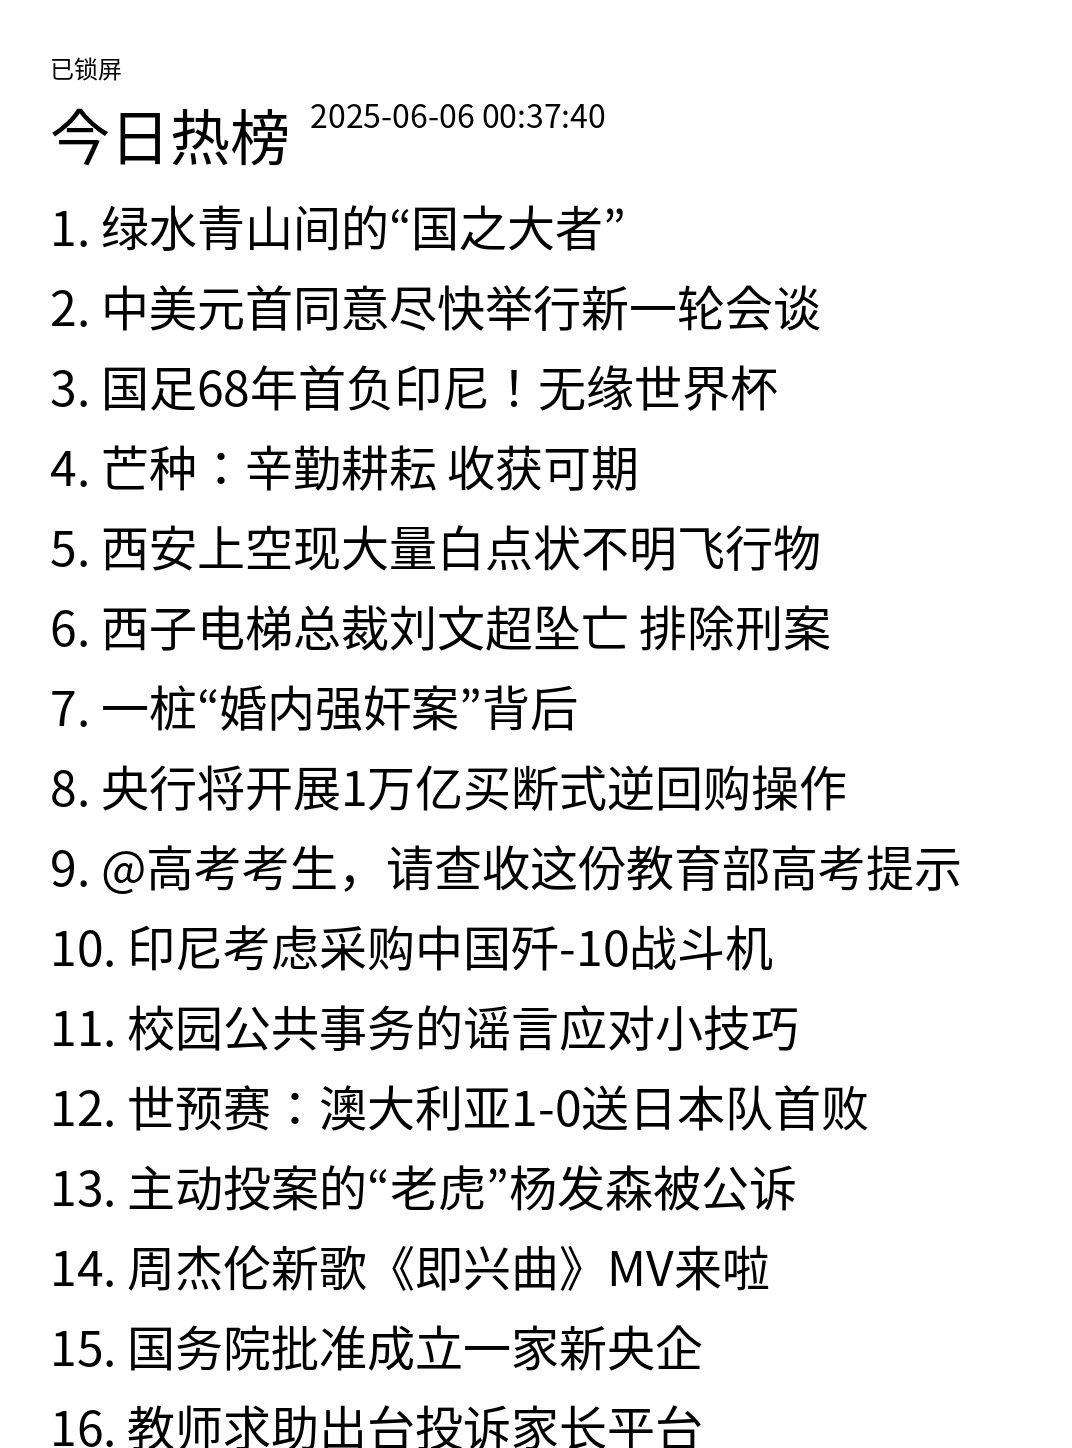 已锁屏
今日热榜 2025-06-06 00:37:40
1. 绿水青山间的“国之大者”
2. 中美元首同意尽快举行新一轮会谈
3. 国足68年首负印尼！无缘世界杯
4. 芒种：辛勤耕耘 收获可期
5. 西安上空现大量白点状不明飞行物
6. 西子电梯总裁刘文超坠亡 排除刑案
7. 一桩“婚内强奸案”背后
8. 央行将开展1万亿买断式逆回购操作
9. @高考考生，请查收这份教育部高考提示
10. 印尼考虑采购中国歼-10战斗机
11. 校园公共事务的谣言应对小技巧
12. 世预赛：澳大利亚1-0送日本队首败
13. 主动投案的“老虎”杨发森被公诉
14. 周杰伦新歌《即兴曲》MV来啦
15. 国务院批准成立一家新央企
16. 教师求助出台投诉家长平台